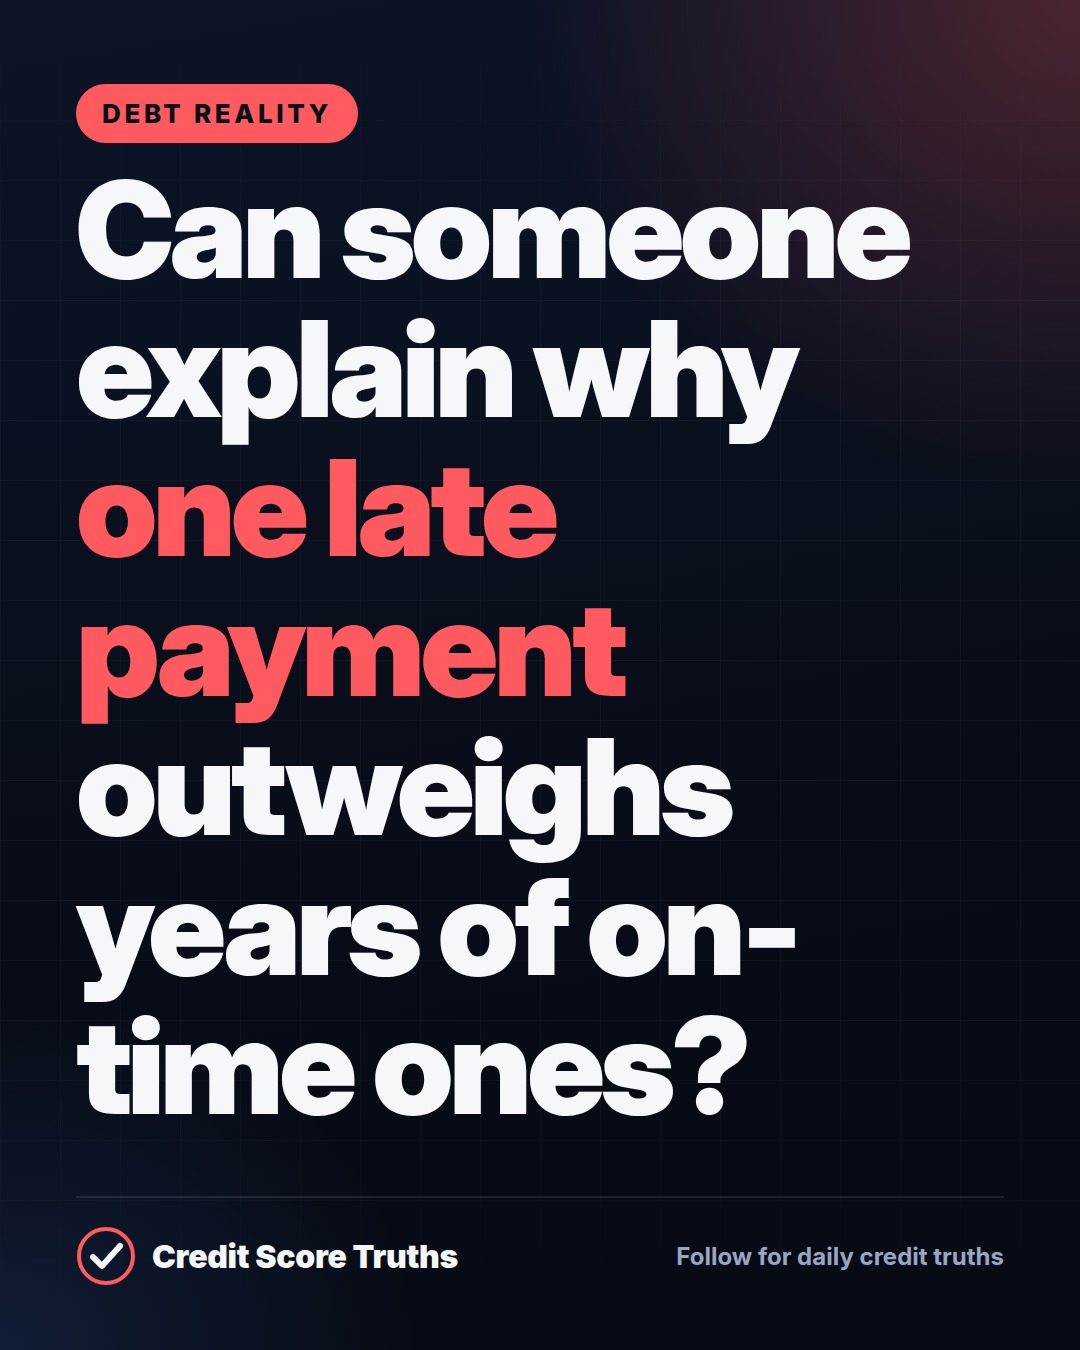 DEBT REALITY
Can someone
explain why
one late
payment
outweighs
years of on-
time ones?
Credit Score Truths
Follow for daily credit truths